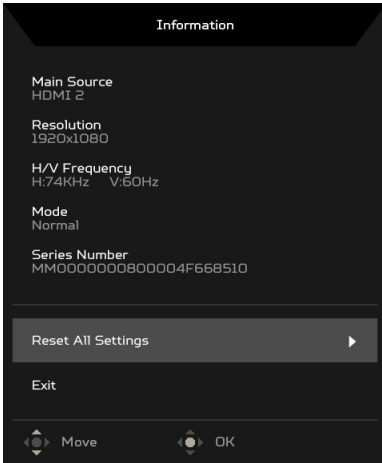 Information
Main Source
HDMI 2
Resolution
1920x1080
H/V Frequency
H:74KHz V:60Hz
Mode
Normal
Series Number
MM0000000800004F668510
Reset All Settings
Exit
Move OK